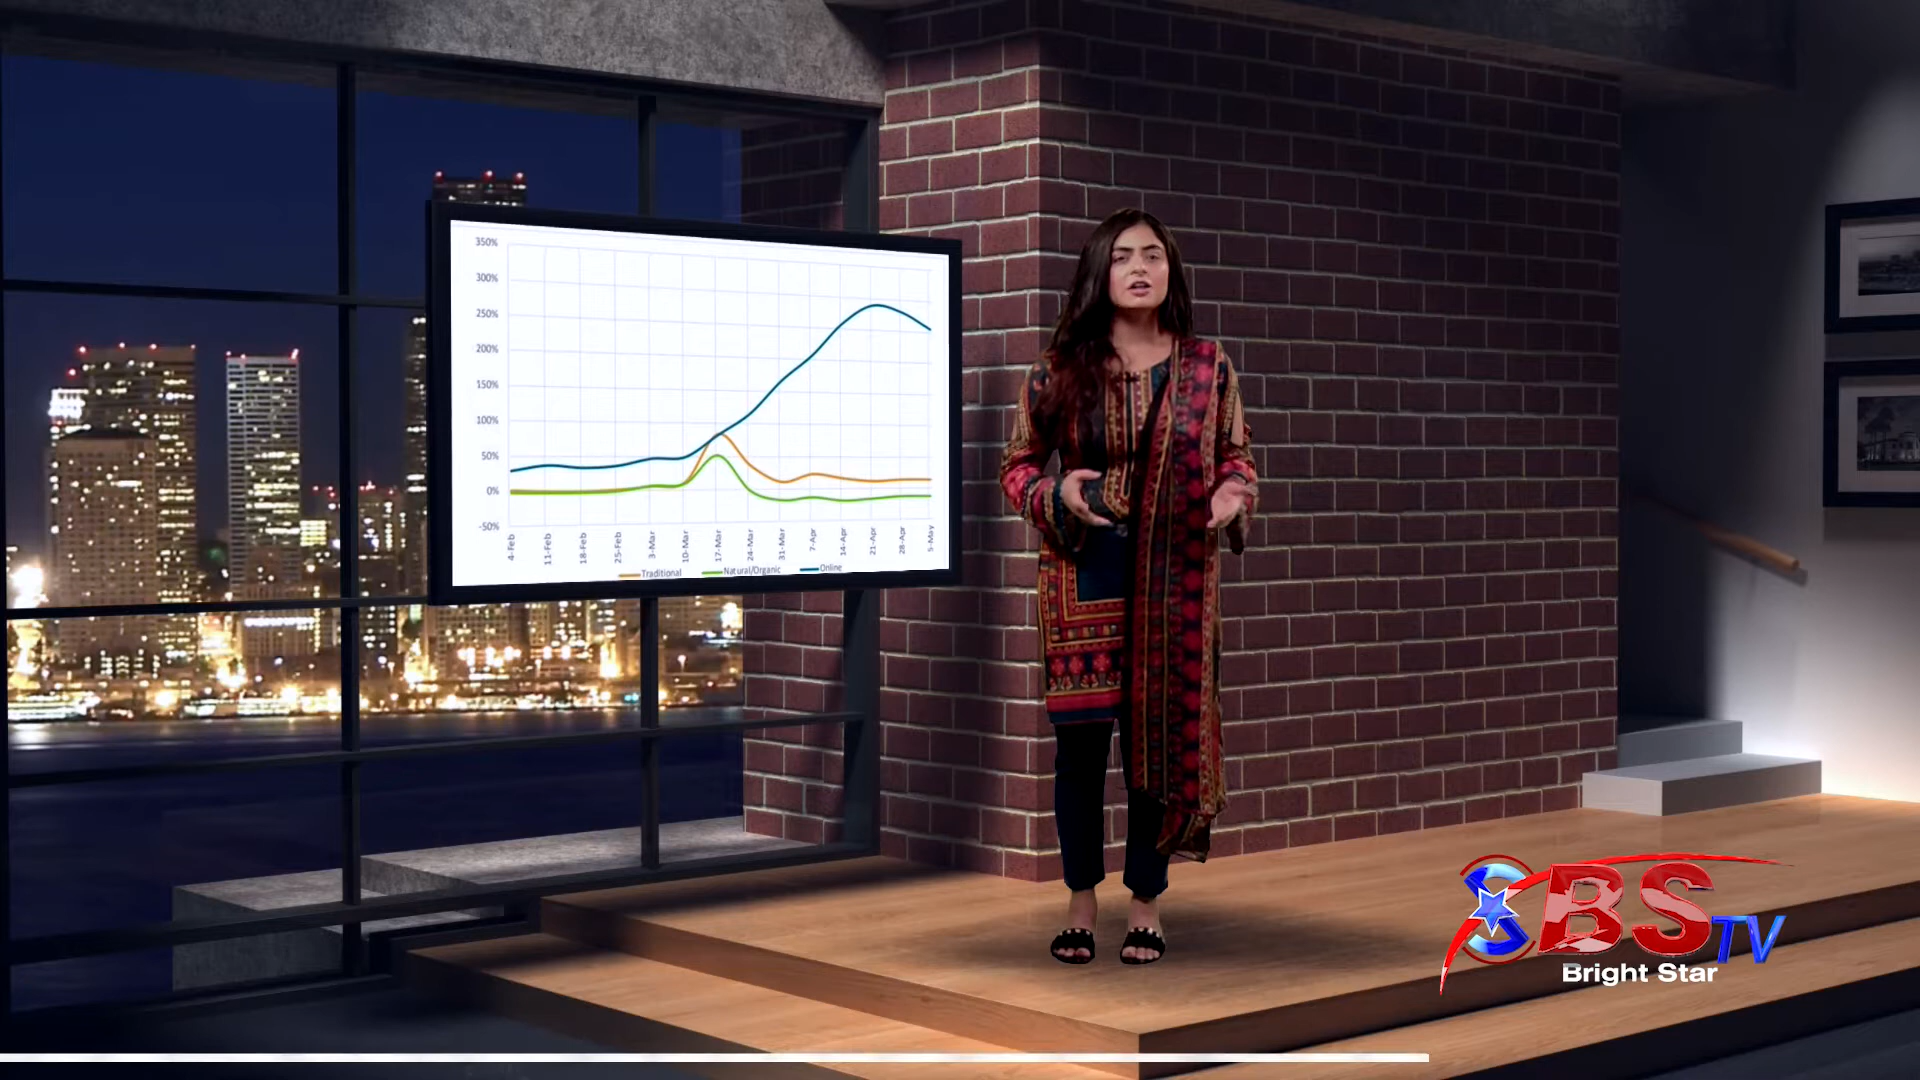 350%
300%
250%
200%
150%
100%
50%
0%
-50%
4-Feb
11-Feb
18-Feb
25-Feb
3-Mar
10-Mar
17-Mar
24-Mar
31-Mar
7-Apr
14-Apr
21-Apr
28-Apr
5-May
Traditional Natural/Organic Online
SBS TV
Bright Star